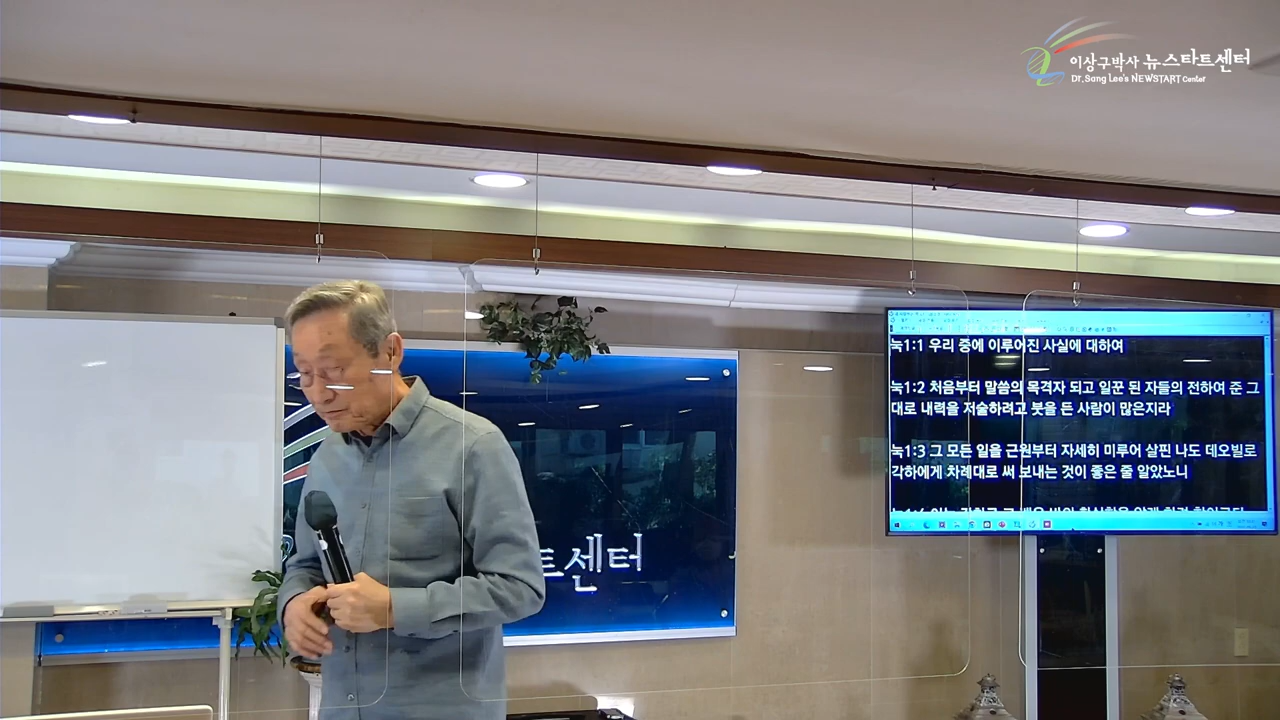 이상구박사 뉴스타트센터
Dr. Sang Lee's NEWSTART Center
눅1:1 우리 중에 이루어진 사실에 대하여
눅1:2 처음부터 말씀의 목격자 되고 일꾼 된 자들의 전하여 준 그
대로 내력을 저술하려고 붓을 든 사람이 많은지라
눅1:3 그 모든 일을 근원부터 자세히 미루어 살핀 나도 데오빌로
각하에게 차례대로 써 보내는 것이 좋은 줄 알았노니
트센터